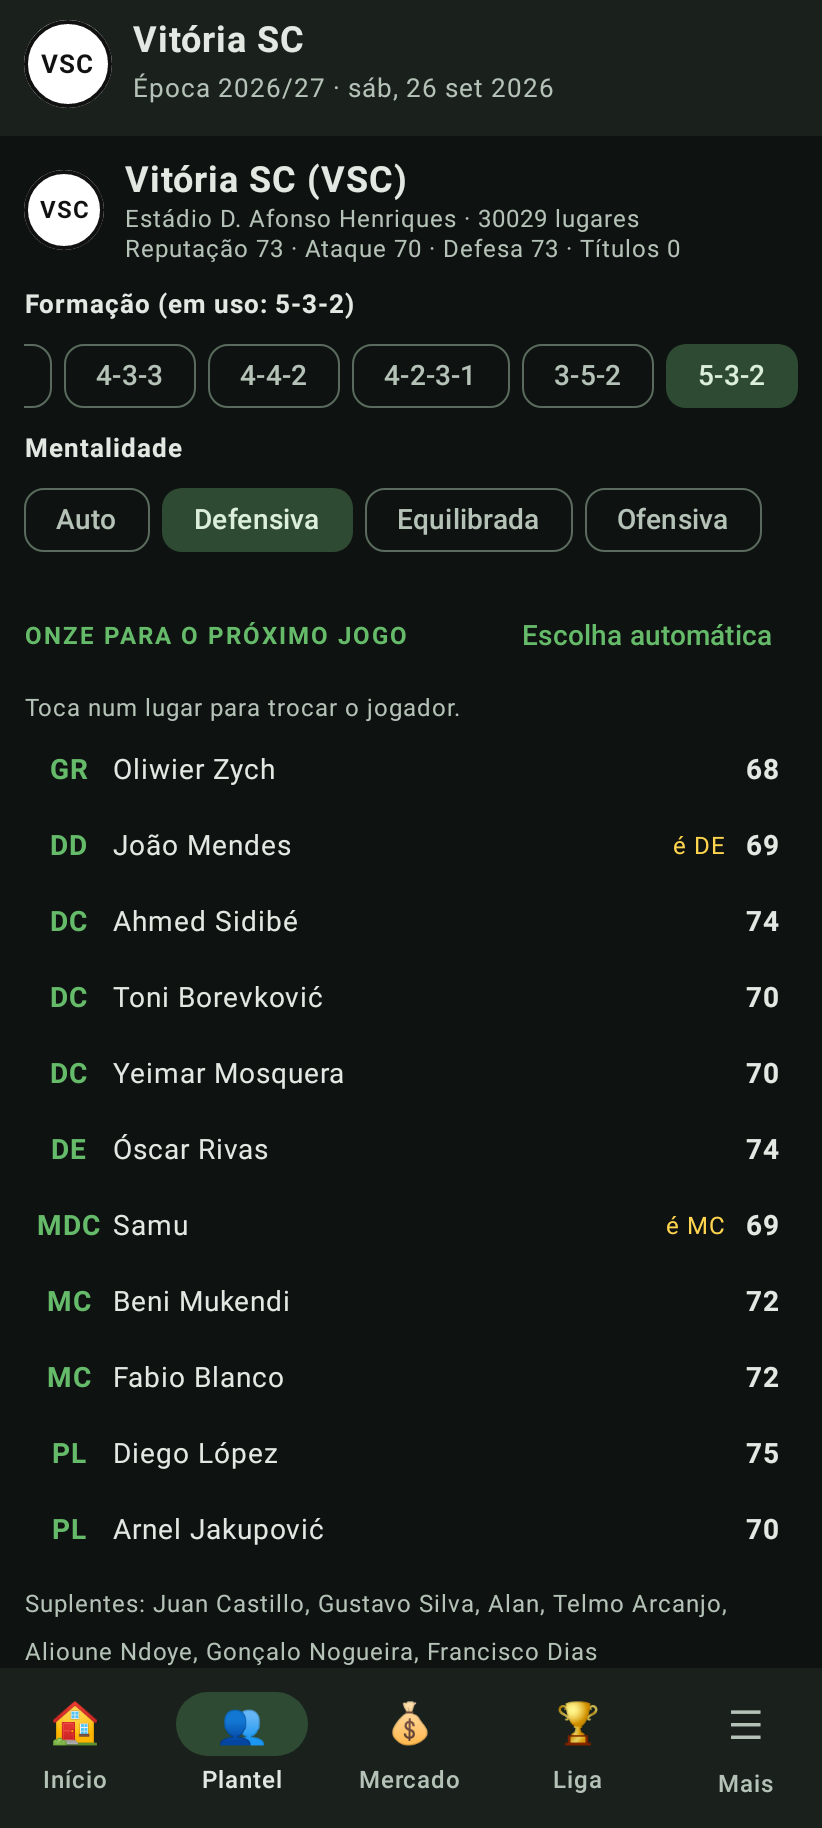 VSC
Vitória SC
Época 2026/27 · sáb, 26 set 2026
VSC
Vitória SC (VSC)
Estádio D. Afonso Henriques · 30029 lugares
Reputação 73 · Ataque 70 · Defesa 73 · Títulos 0
Formação (em uso: 5-3-2)
4-3-3 4-4-2 4-2-3-1 3-5-2 5-3-2
Mentalidade
Auto Defensiva Equilibrada Ofensiva
ONZE PARA O PRÓXIMO JOGO Escolha automática
Toca num lugar para trocar o jogador.
GR Oliwier Zych 68
DD João Mendes é DE 69
DC Ahmed Sidibé 74
DC Toni Borevković 70
DC Yeimar Mosquera 70
DE Óscar Rivas 74
MDC Samu é MC 69
MC Beni Mukendi 72
MC Fabio Blanco 72
PL Diego López 75
PL Arnel Jakupović 70
Suplentes: Juan Castillo, Gustavo Silva, Alan, Telmo Arcanjo,
Alioune Ndoye, Gonçalo Nogueira, Francisco Dias
Início Plantel Mercado Liga Mais